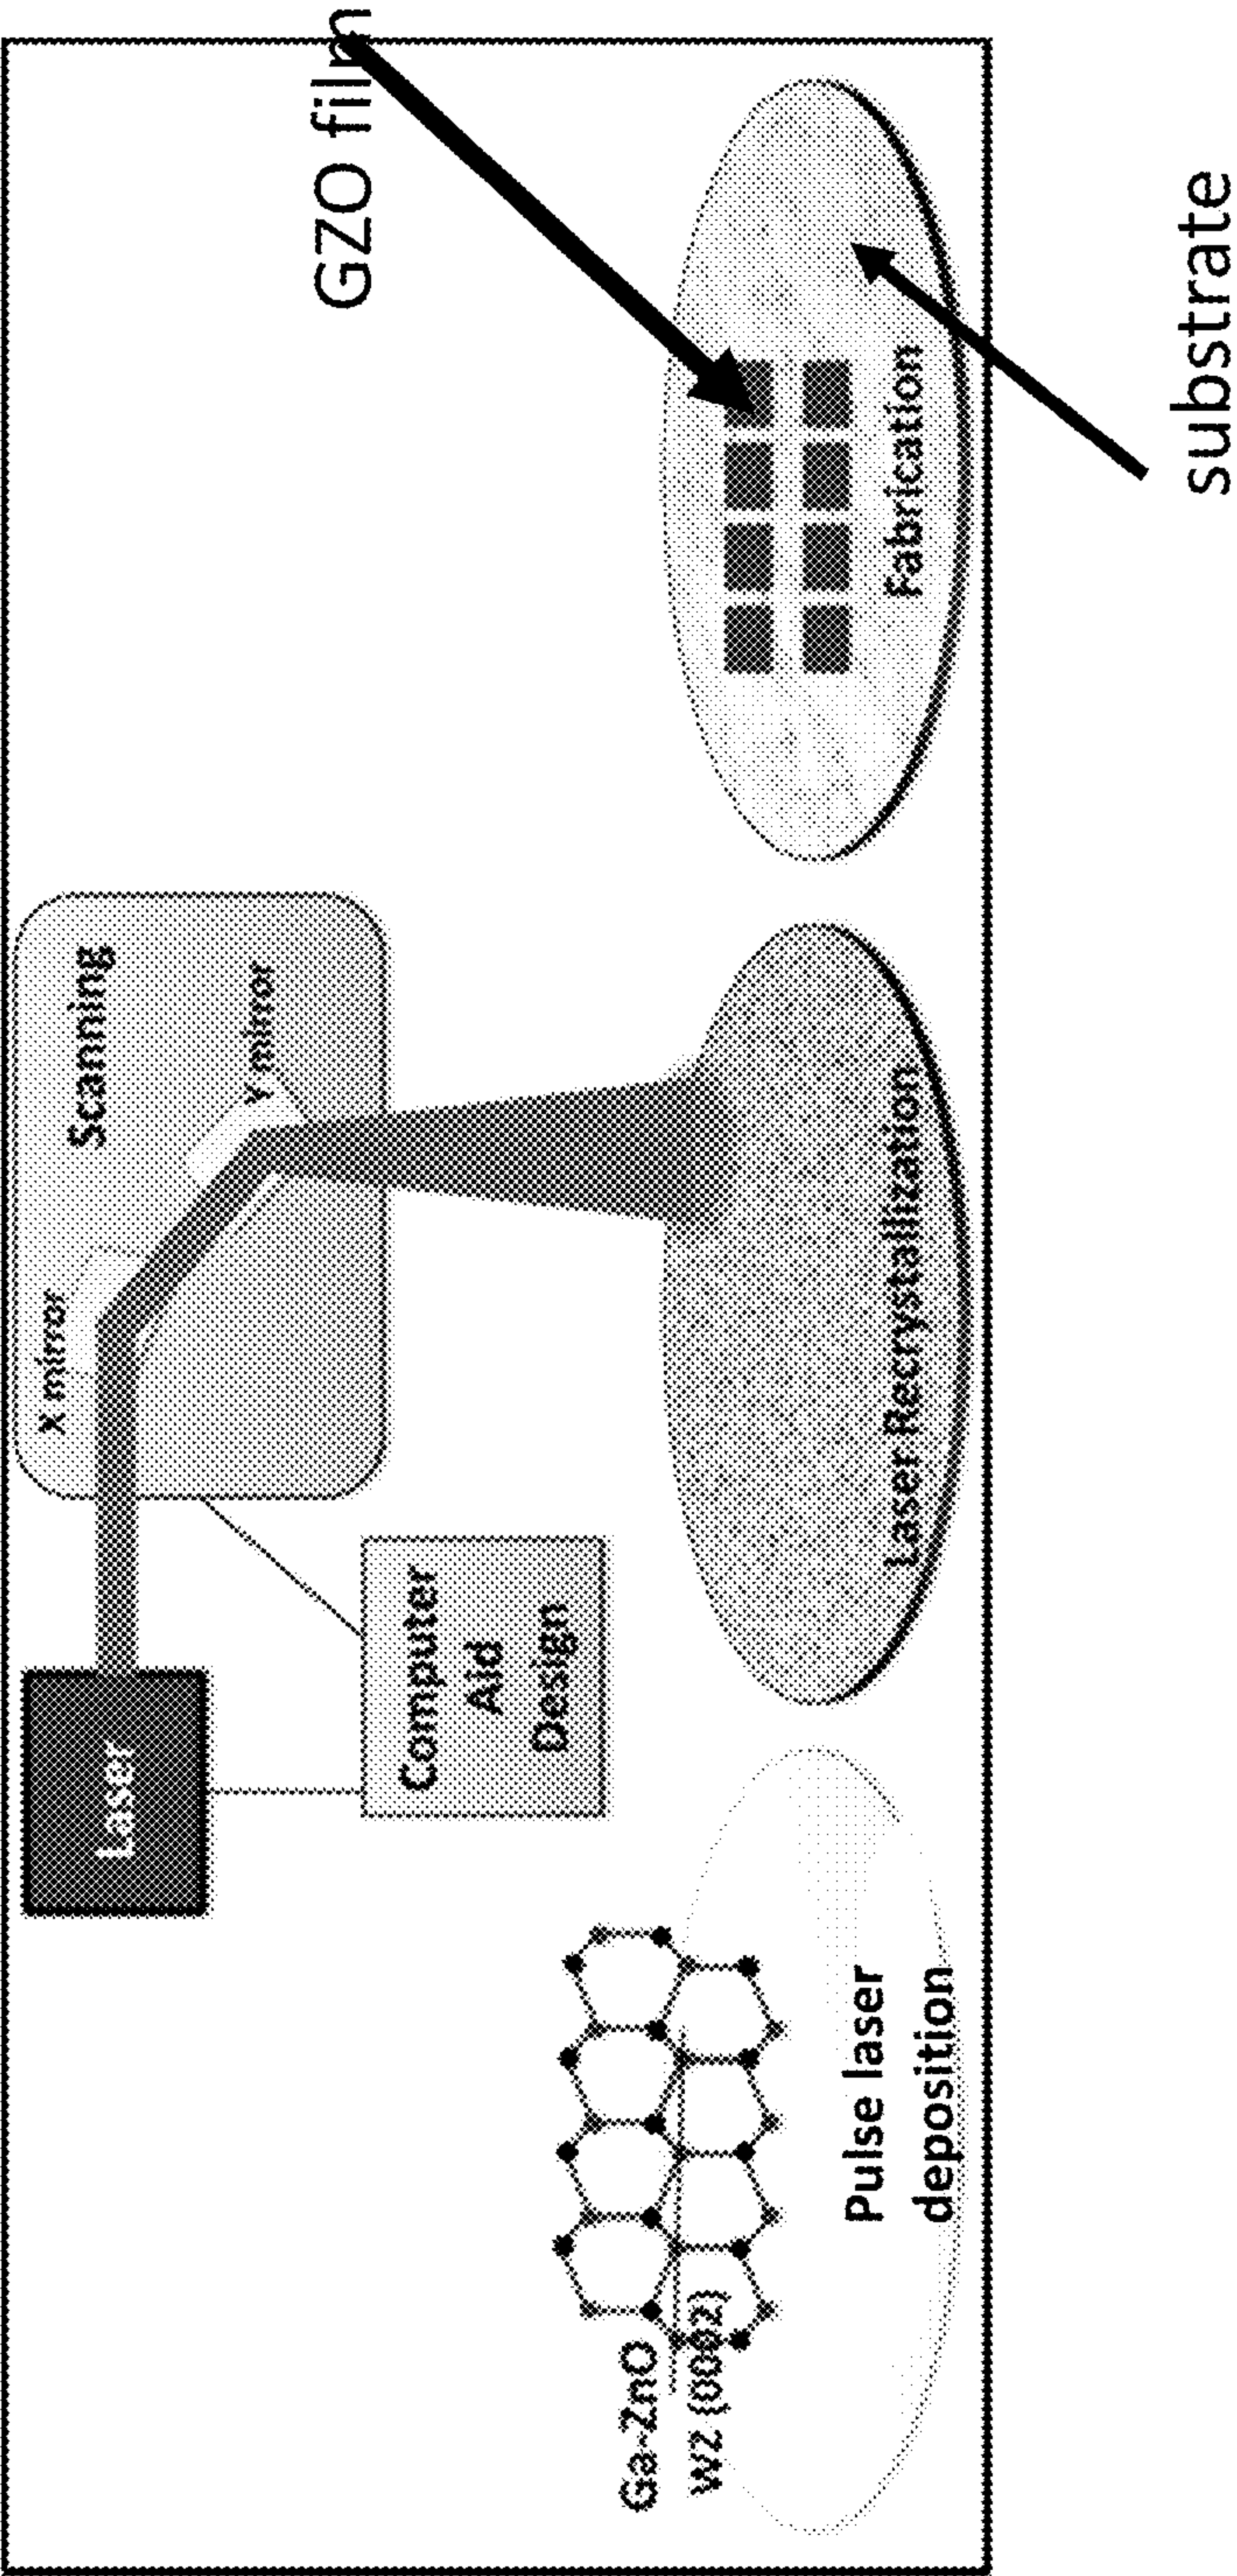 Laser
X mirror
Scanning
y mirror
Computer
Aid
Design
GZO film
Ga-ZnO
WZ (0002)
Pulse laser
deposition
Laser Recrystallization
Fabrication
substrate